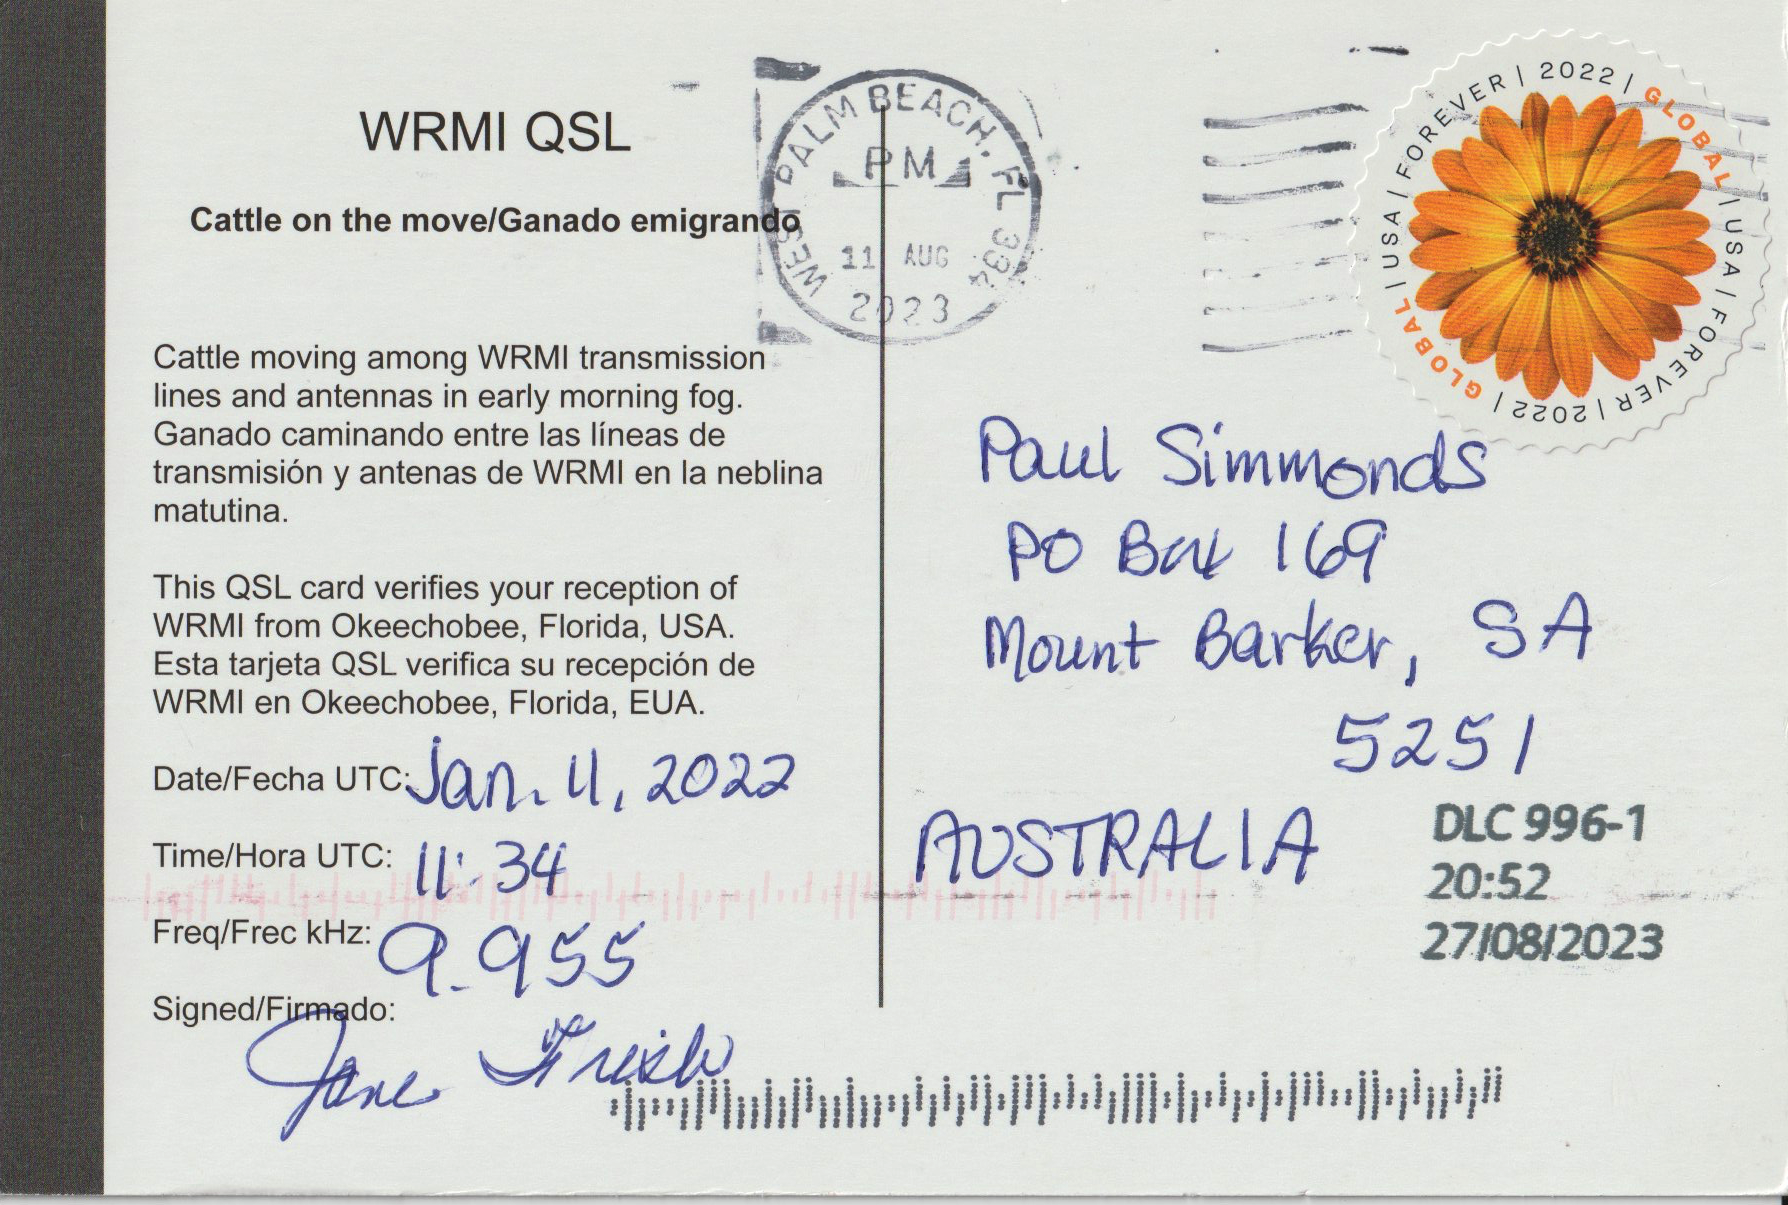 WRMI QSL
Cattle on the move/Ganado emigrando
Cattle moving among WRMI transmission
lines and antennas in early morning fog.
Ganado caminando entre las líneas de
transmisión y antenas de WRMI en la neblina
matutina.
This QSL card verifies your reception of
WRMI from Okeechobee, Florida, USA.
Esta tarjeta QSL verifica su recepción de
WRMI en Okeechobee, Florida, EUA.
Date/Fecha UTC: Jan. 11, 2022
Time/Hora UTC: 11:34
Freq/Frec kHz: 9.955
Signed/Firmado:
Jane
WEST PALM BEACH, FL 334
PM
11 AUG
2023
USA | FOREVER | 2022 | GLOBAL | USA | FOREVER | 2022 | GLOBAL |
Paul Simmonds
PO Box 169
Mount Barker, SA
5251
AUSTRALIA
DLC 996-1
20:52
27/08/2023